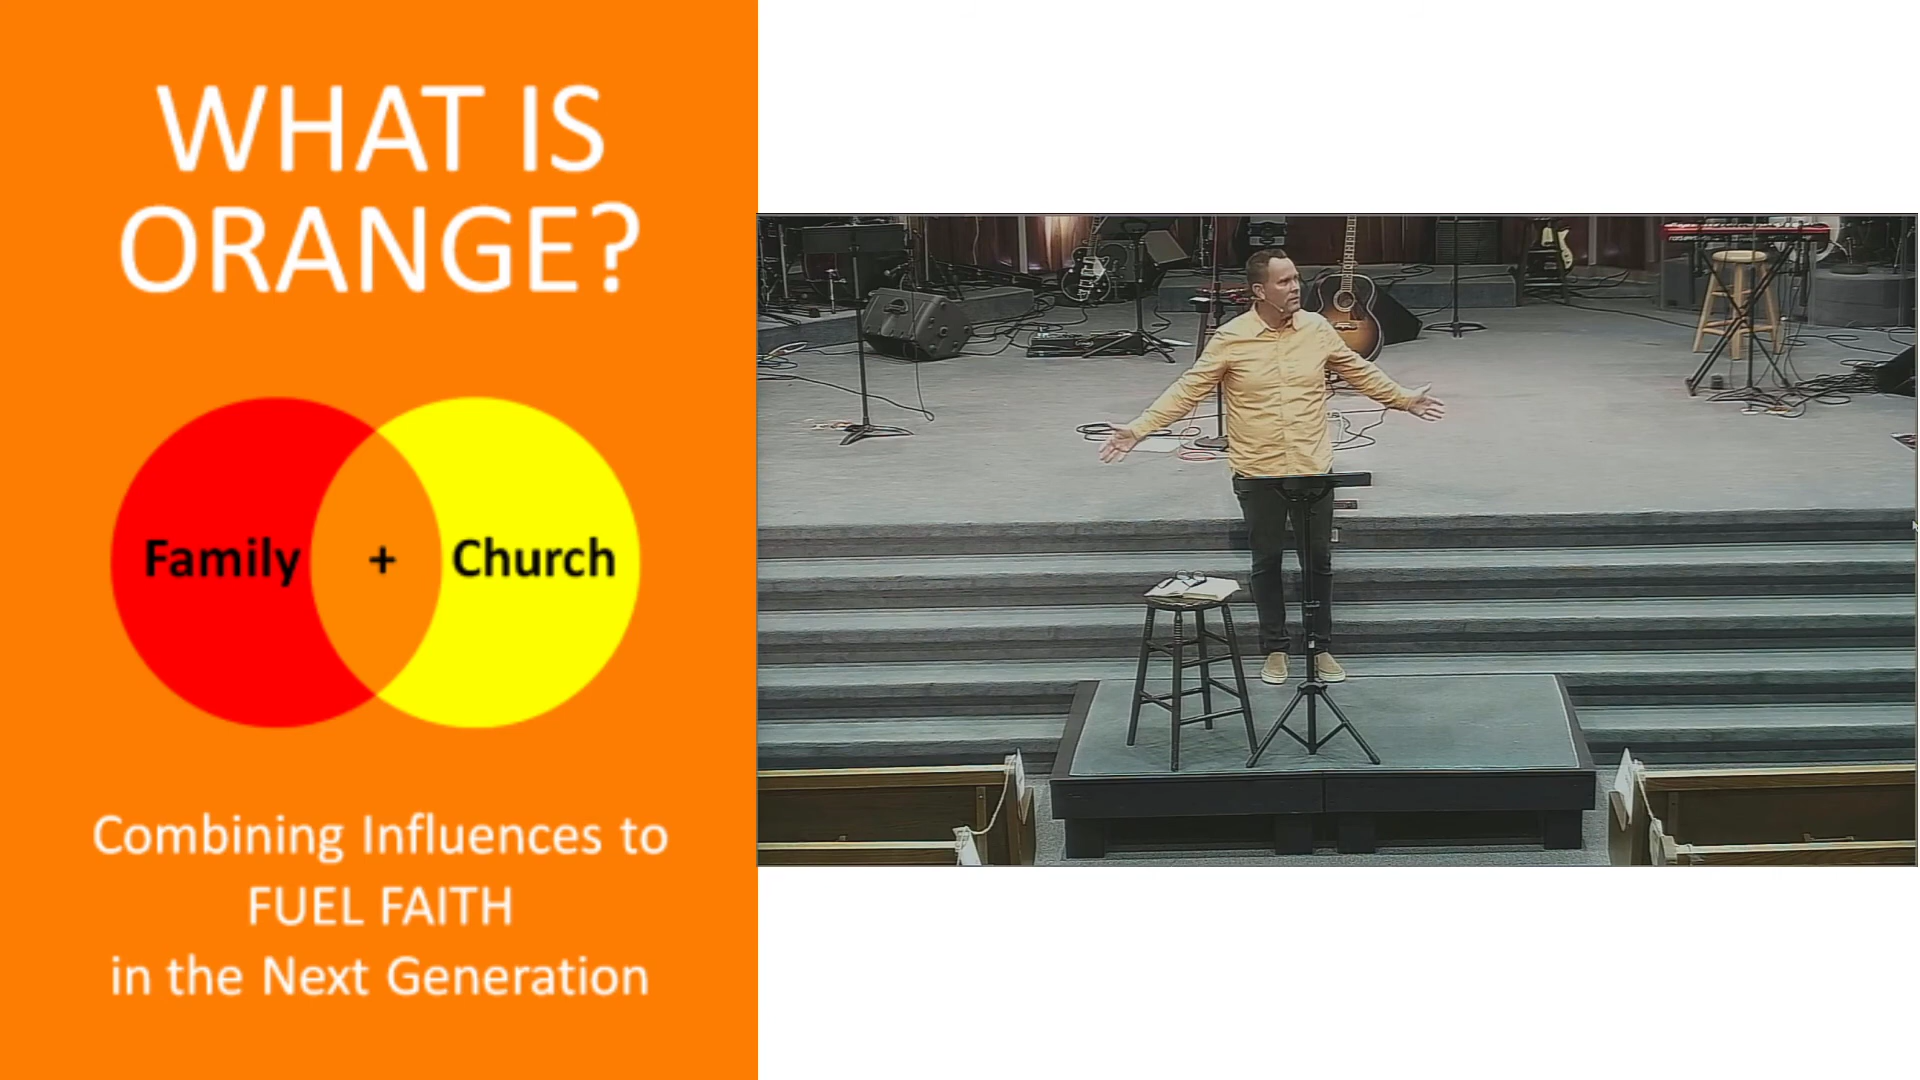 WHAT IS
ORANGE?
Family + Church
Combining Influences to
FUEL FAITH
in the Next Generation